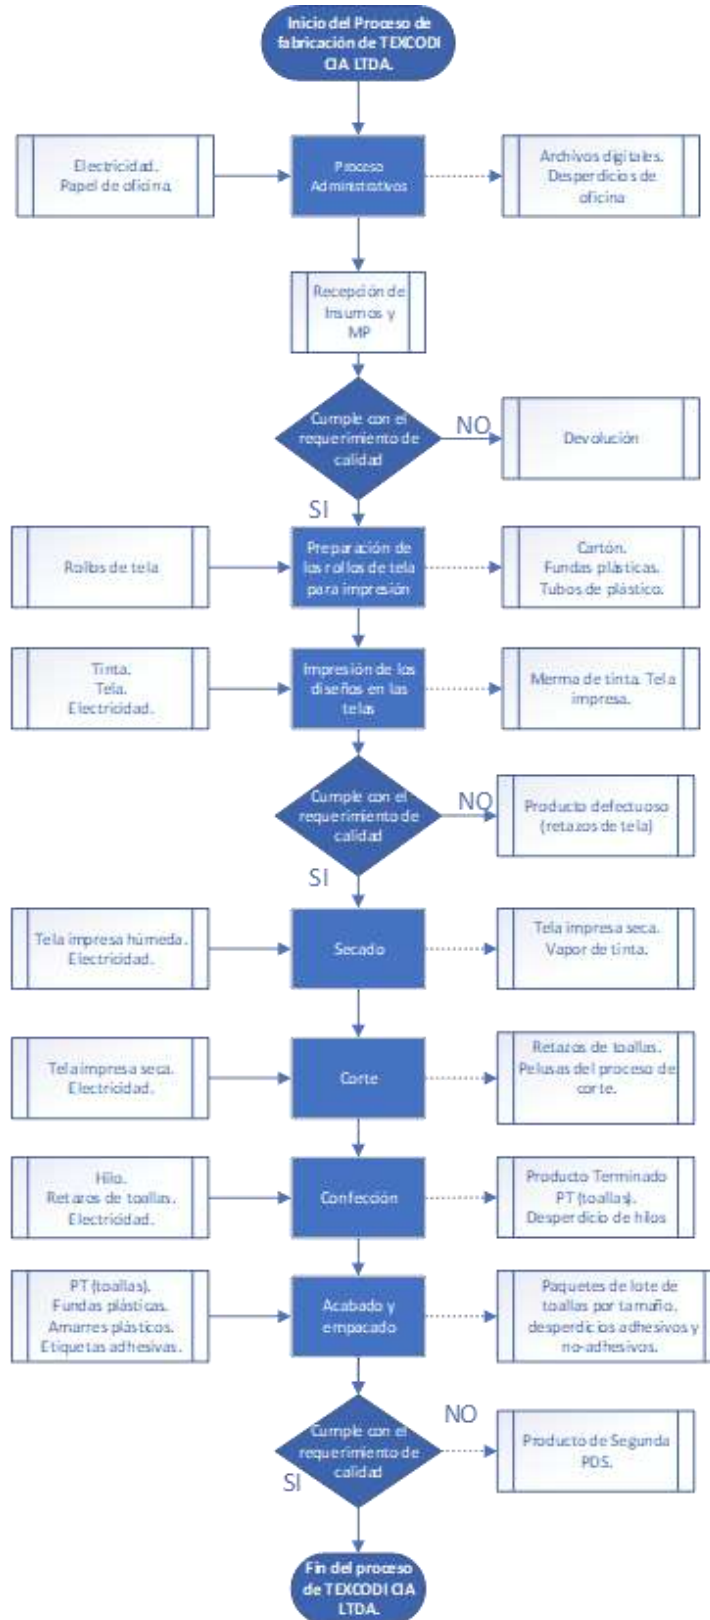 Inicio del Proceso de
fabricación de TEXCODI
CIA LTDA.
Electricidad.
Papel de oficina.
Proceso
Administrativos
Archivos digitales.
Desperdicios de
oficina
Recepción de
Insumos y
MP
Cumple con el
requerimiento de
calidad
NO
Devolución
SI
Rollos de tela
Preparación de
los rollos de tela
para impresión
Cartón.
Fundas plásticas.
Tubos de plástico.
Tinta.
Tela.
Electricidad.
Impresión de los
diseños en las
telas
Merma de tinta. Tela
impresa.
Cumple con el
requerimiento de
calidad
NO
Producto defectuoso
(retazos de tela)
SI
Tela impresa húmeda.
Electricidad.
Secado
Tela impresa seca.
Vapor de tinta.
Tela impresa seca.
Electricidad.
Corte
Retazos de toallas.
Pelusas del proceso de
corte.
Hilo.
Retazos de toallas.
Electricidad.
Confección
Producto Terminado
PT (toallas).
Desperdicio de hilos
PT (toallas).
Fundas plásticas.
Amarres plásticos.
Etiquetas adhesivas.
Acabado y
empacado
Paquetes de lote de
toallas por tamaño.
desperdicios adhesivos y
no-adhesivos.
Cumple con el
requerimiento de
calidad
NO
Producto de Segunda
PDS.
SI
Fin del proceso
de TEXCODI CIA
LTDA.